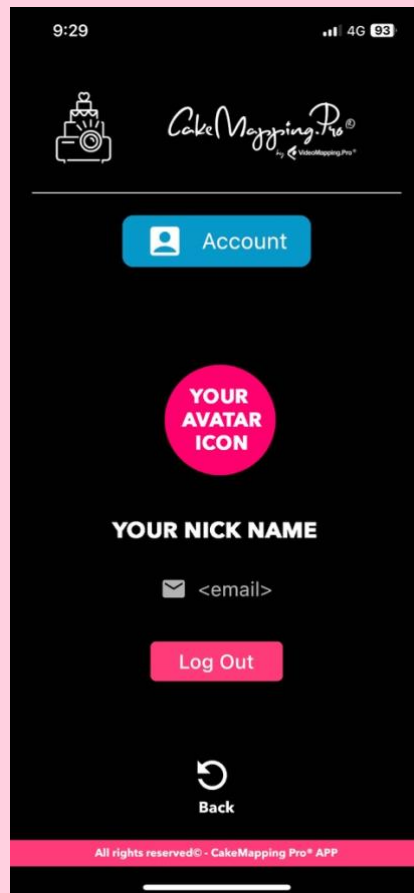 9:29
4G 93
CakeMapping.Pro®
by VideoMapping.Pro®
Account
YOUR
AVATAR
ICON
YOUR NICK NAME
<email>
Log Out
Back
All rights reserved© - CakeMapping Pro® APP